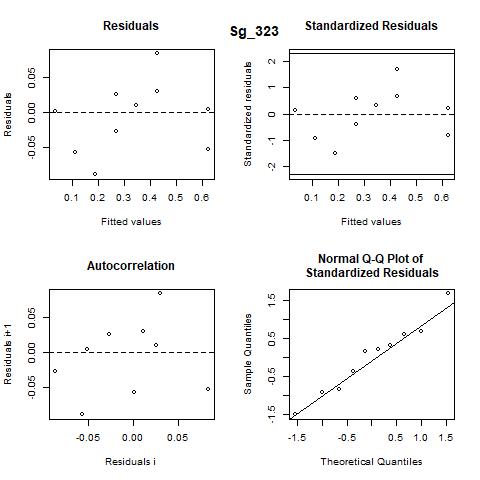 Sg_323
Residuals
Residuals
0.05
0.00
-0.05
0.1 0.2 0.3 0.4 0.5 0.6
Fitted values
Standardized Residuals
Standardized residuals
2
1
0
-1
-2
0.1 0.2 0.3 0.4 0.5 0.6
Fitted values
Autocorrelation
Residuals i+1
0.05
0.00
-0.05
-0.05 0.00 0.05
Residuals i
Normal Q-Q Plot of
Standardized Residuals
Sample Quantiles
1.5
0.5
-0.5
-1.5
-1.5 -0.5 0.5 1.0 1.5
Theoretical Quantiles